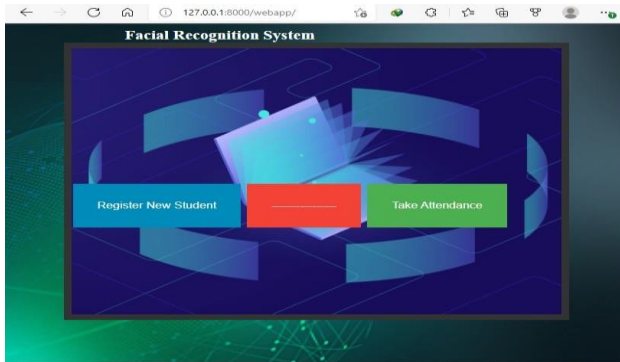 127.0.0.1:8000/webapp/
Facial Recognition System
Register New Student
Take Attendance